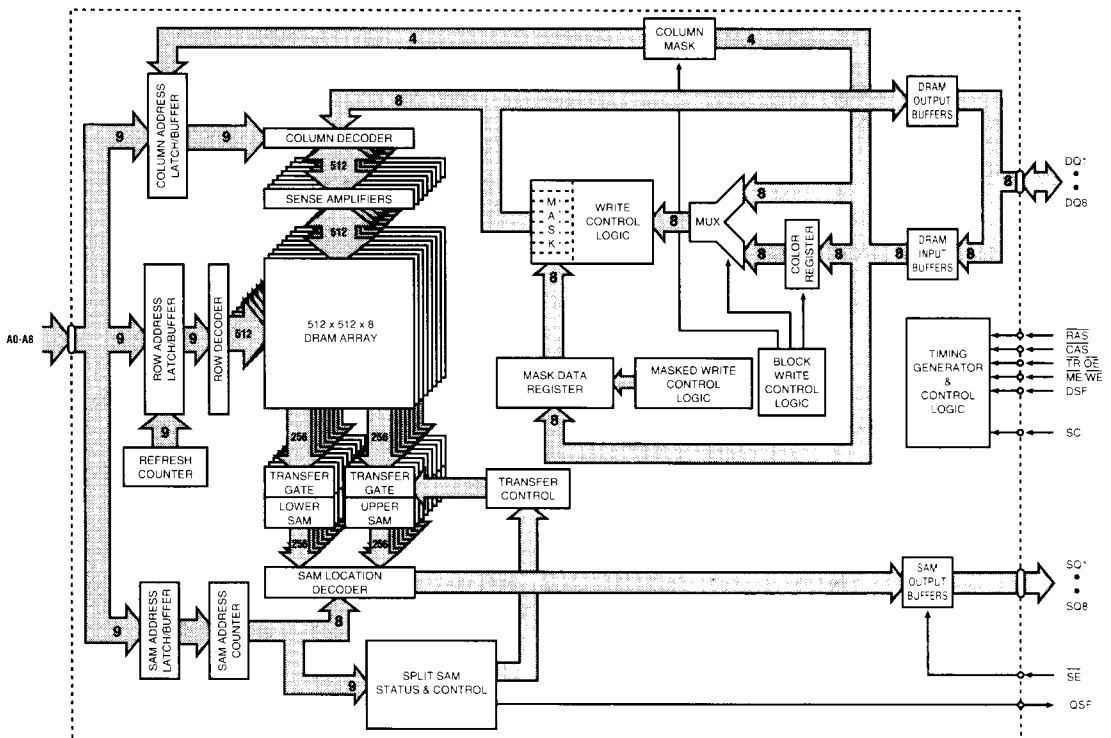 4
COLUMN
MASK
4
COLUMN ADDRESS
LATCH/BUFFER
9
9
8
COLUMN DECODER
512
SENSE AMPLIFIERS
512
DRAM
OUTPUT
BUFFERS
DQ1
DQ8
8
MASK
WRITE
CONTROL
LOGIC
8
MUX
8
8
COLOR
REGISTER
8
8
DRAM
INPUT
BUFFERS
8
A0-A8
9
ROW ADDRESS
LATCH/BUFFER
9
ROW DECODER
512
512 x 512 x 8
DRAM ARRAY
8
MASK DATA
REGISTER
MASKED WRITE
CONTROL
LOGIC
BLOCK
WRITE
CONTROL
LOGIC
TIMING
GENERATOR
&
CONTROL
LOGIC
RAS
CAS
TR OE
ME WE
DSF
SC
9
REFRESH
COUNTER
256
256
8
TRANSFER
GATE
TRANSFER
GATE
TRANSFER
CONTROL
LOWER
SAM
UPPER
SAM
256
256
SAM LOCATION
DECODER
SAM
OUTPUT
BUFFERS
SQ1
SQ8
9
SAM ADDRESS
LATCH/BUFFER
SAM ADDRESS
COUNTER
8
9
SPLIT SAM
STATUS & CONTROL
SE
QSF